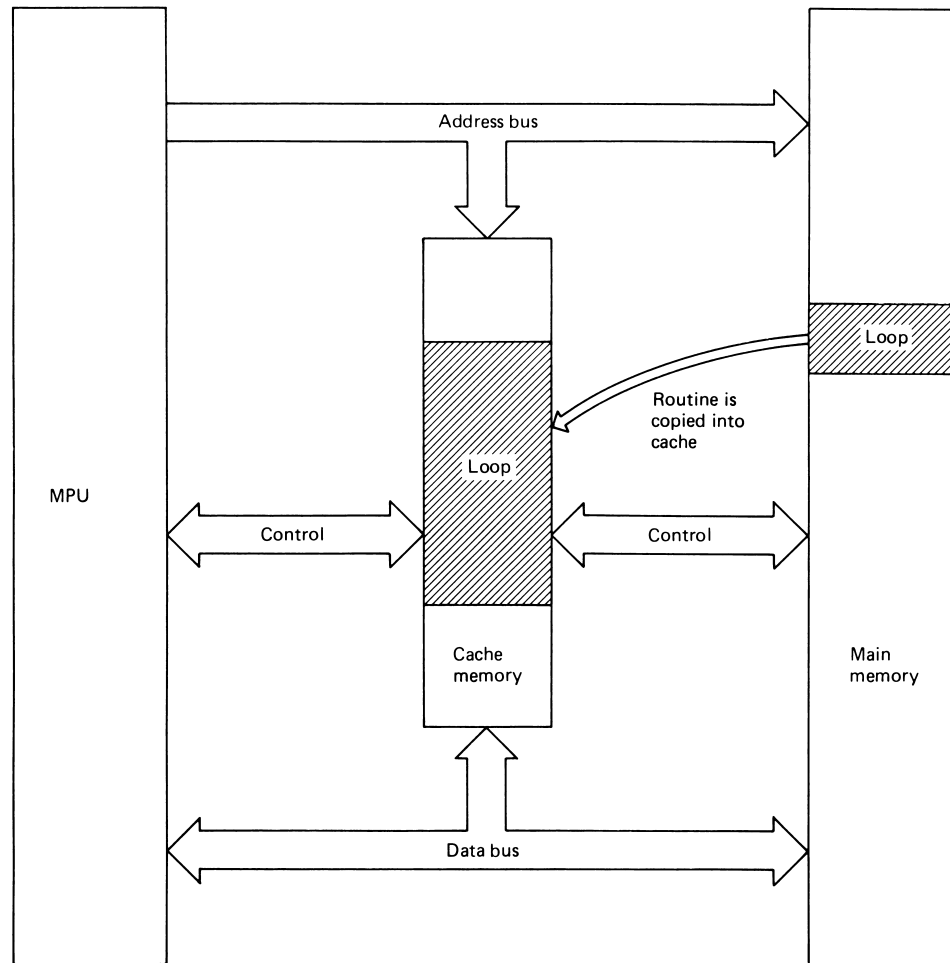 Address bus
Loop
Routine is
copied into
cache
Loop
MPU
Control
Control
Cache
memory
Main
memory
Data bus